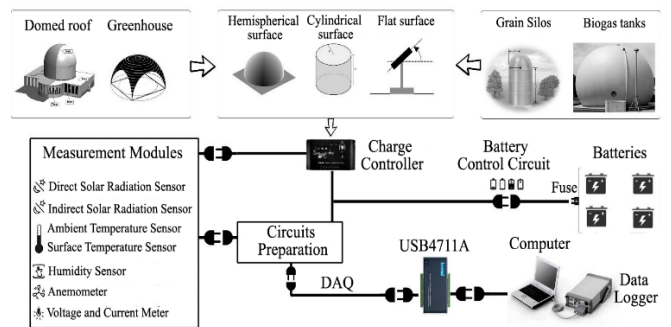 Domed roof
Greenhouse
Hemispherical
surface
Cylindrical
surface
Flat surface
Grain Silos
Biogas tanks
Measurement Modules
Direct Solar Radiation Sensor
Indirect Solar Radiation Sensor
Ambient Temperature Sensor
Surface Temperature Sensor
Humidity Sensor
Anemometer
Voltage and Current Meter
Charge
Controller
Battery
Control Circuit
Batteries
Fuse
Circuits
Preparation
DAQ
USB4711A
Computer
Data
Logger